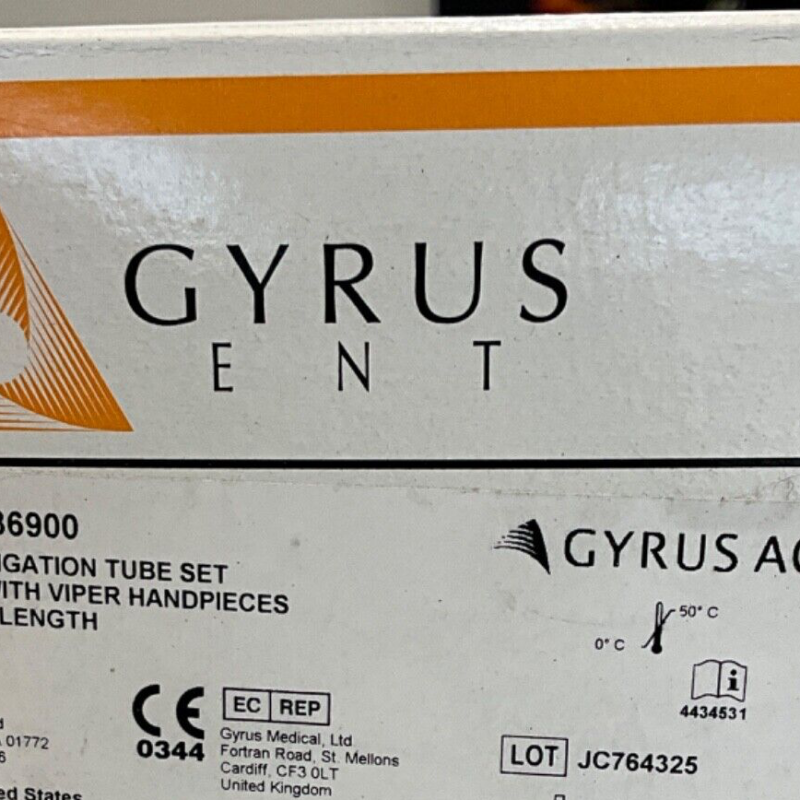 GYRUS
ENT
36900
IGATION TUBE SET
WITH VIPER HANDPIECES
LENGTH
GYRUS AC
50° C
0° C
4434531
CE
0344
EC REP
Gyrus Medical, Ltd
Fortran Road, St. Mellons
Cardiff, CF3 0LT
United Kingdom
01772
LOT JC764325
States